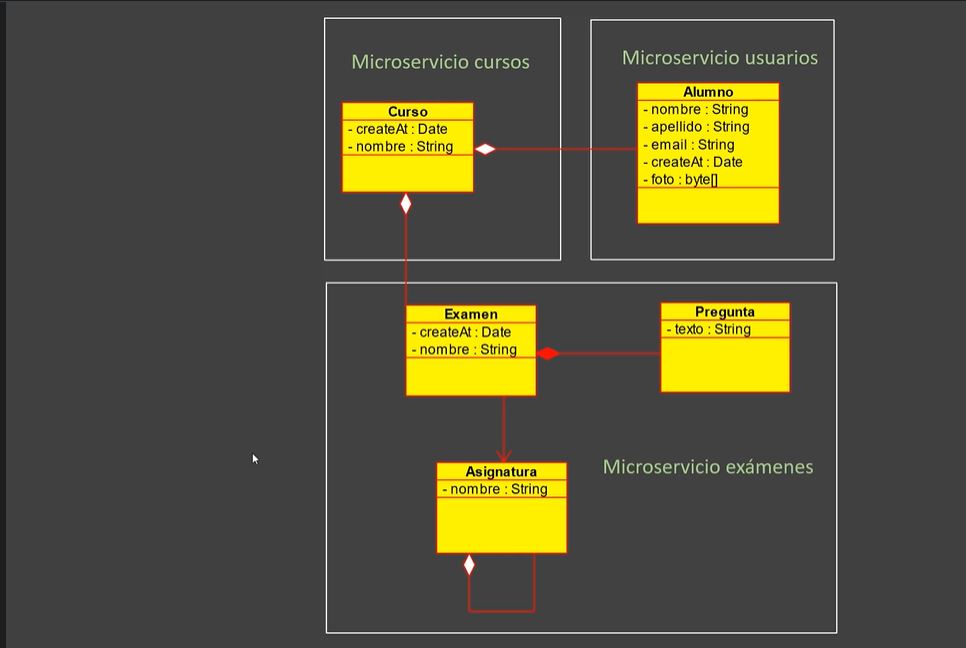 Microservicio cursos
Curso
- createAt : Date
- nombre : String
Microservicio usuarios
Alumno
- nombre : String
- apellido : String
- email : String
- createAt : Date
- foto : byte[]
Examen
- createAt : Date
- nombre : String
Pregunta
- texto : String
Microservicio exámenes
Asignatura
- nombre : String